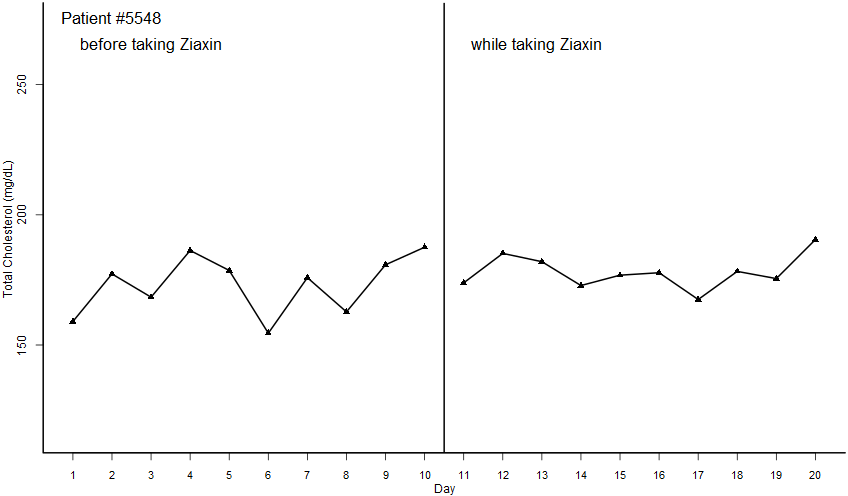 Patient #5548
before taking Ziaxin
while taking Ziaxin
250
200
150
Total Cholesterol (mg/dL)
1 2 3 4 5 6 7 8 9 10 11 12 13 14 15 16 17 18 19 20
Day